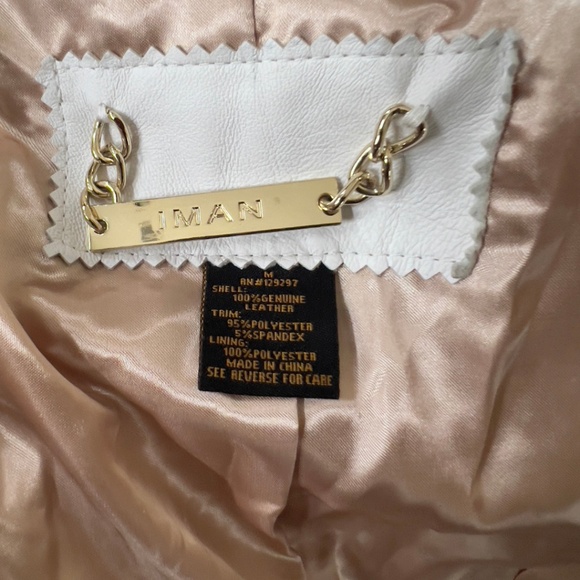 IMAN
M
RN#129297
SHELL:
100%GENUINE
LEATHER
TRIM:
95%POLYESTER
5%SPANDEX
LINING:
100%POLYESTER
MADE IN CHINA
SEE REVERSE FOR CARE